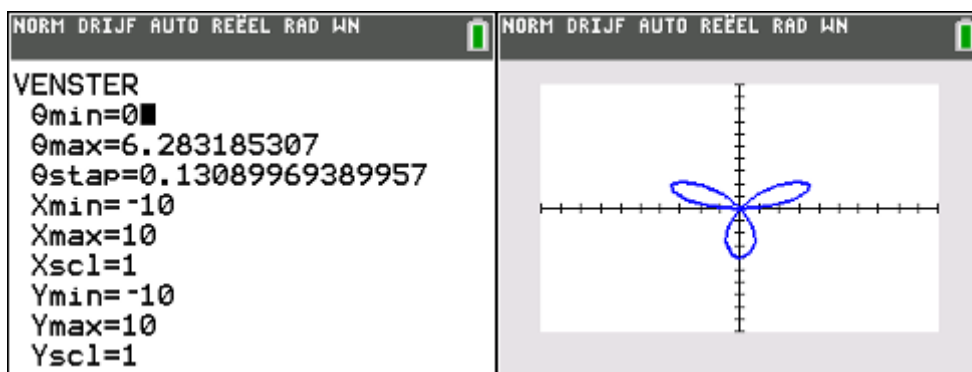 NORM DRIJF AUTO REËEL RAD WN
VENSTER
θmin=0
θmax=6.283185307
θstap=0.13089969389957
Xmin=-10
Xmax=10
Xscl=1
Ymin=-10
Ymax=10
Yscl=1
NORM DRIJF AUTO REËEL RAD WN